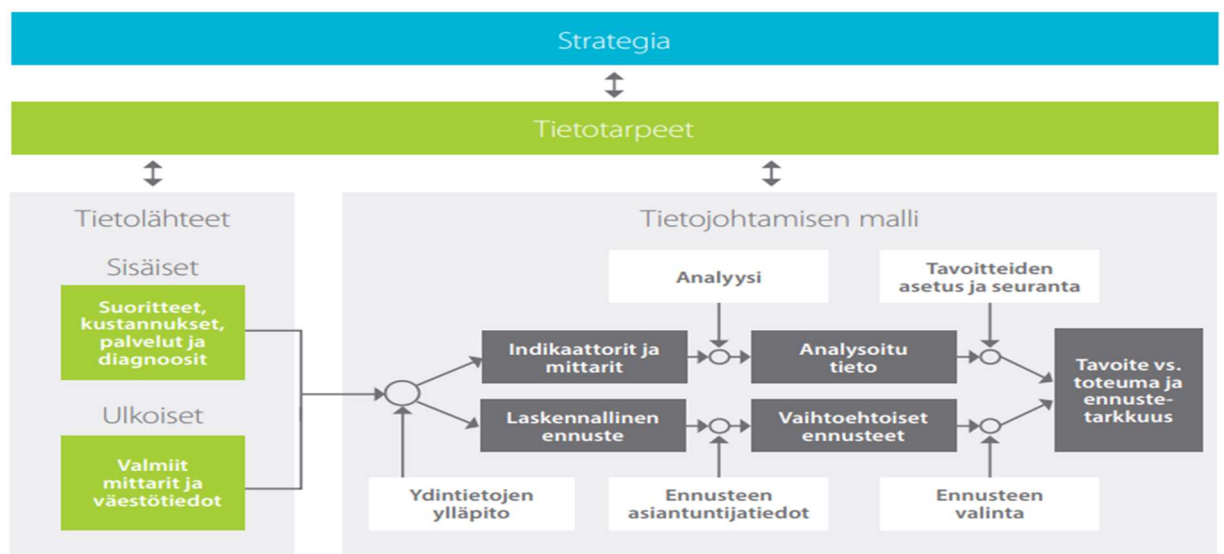 Strategia
Tietotarpeet
Tietolähteet
Sisäiset
Suoritteet,
kustannukset,
palvelut ja
diagnoosit
Ulkoiset
Valmiit
mittarit ja
väestötiedot
Tietojohtamisen malli
Analyysi
Tavoitteiden
asetus ja seuranta
Indikaattorit ja
mittarit
Analysoitu
tieto
Laskennallinen
ennuste
Vaihtoehtoiset
ennusteet
Tavoite vs.
toteuma ja
ennuste-
tarkkuus
Ydintietojen
ylläpito
Ennusteen
asiantuntijatiedot
Ennusteen
valinta